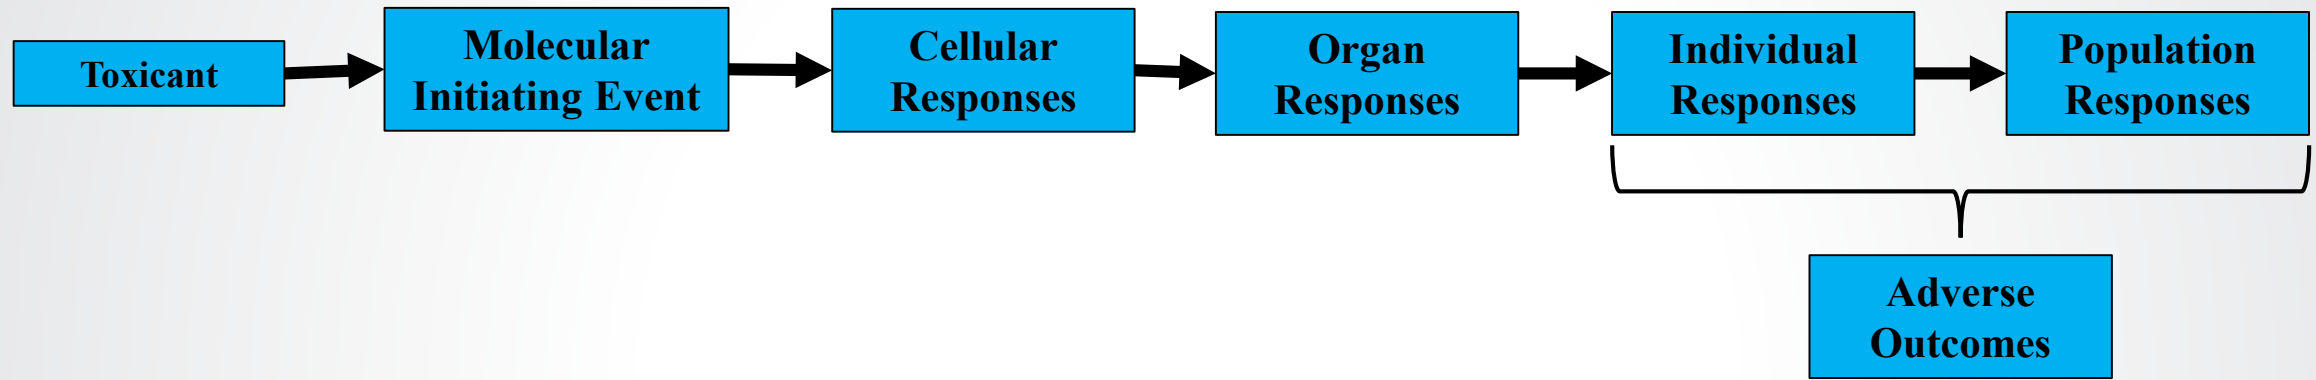 Toxicant
Molecular
Initiating Event
Cellular
Responses
Organ
Responses
Individual
Responses
Population
Responses
Adverse
Outcomes